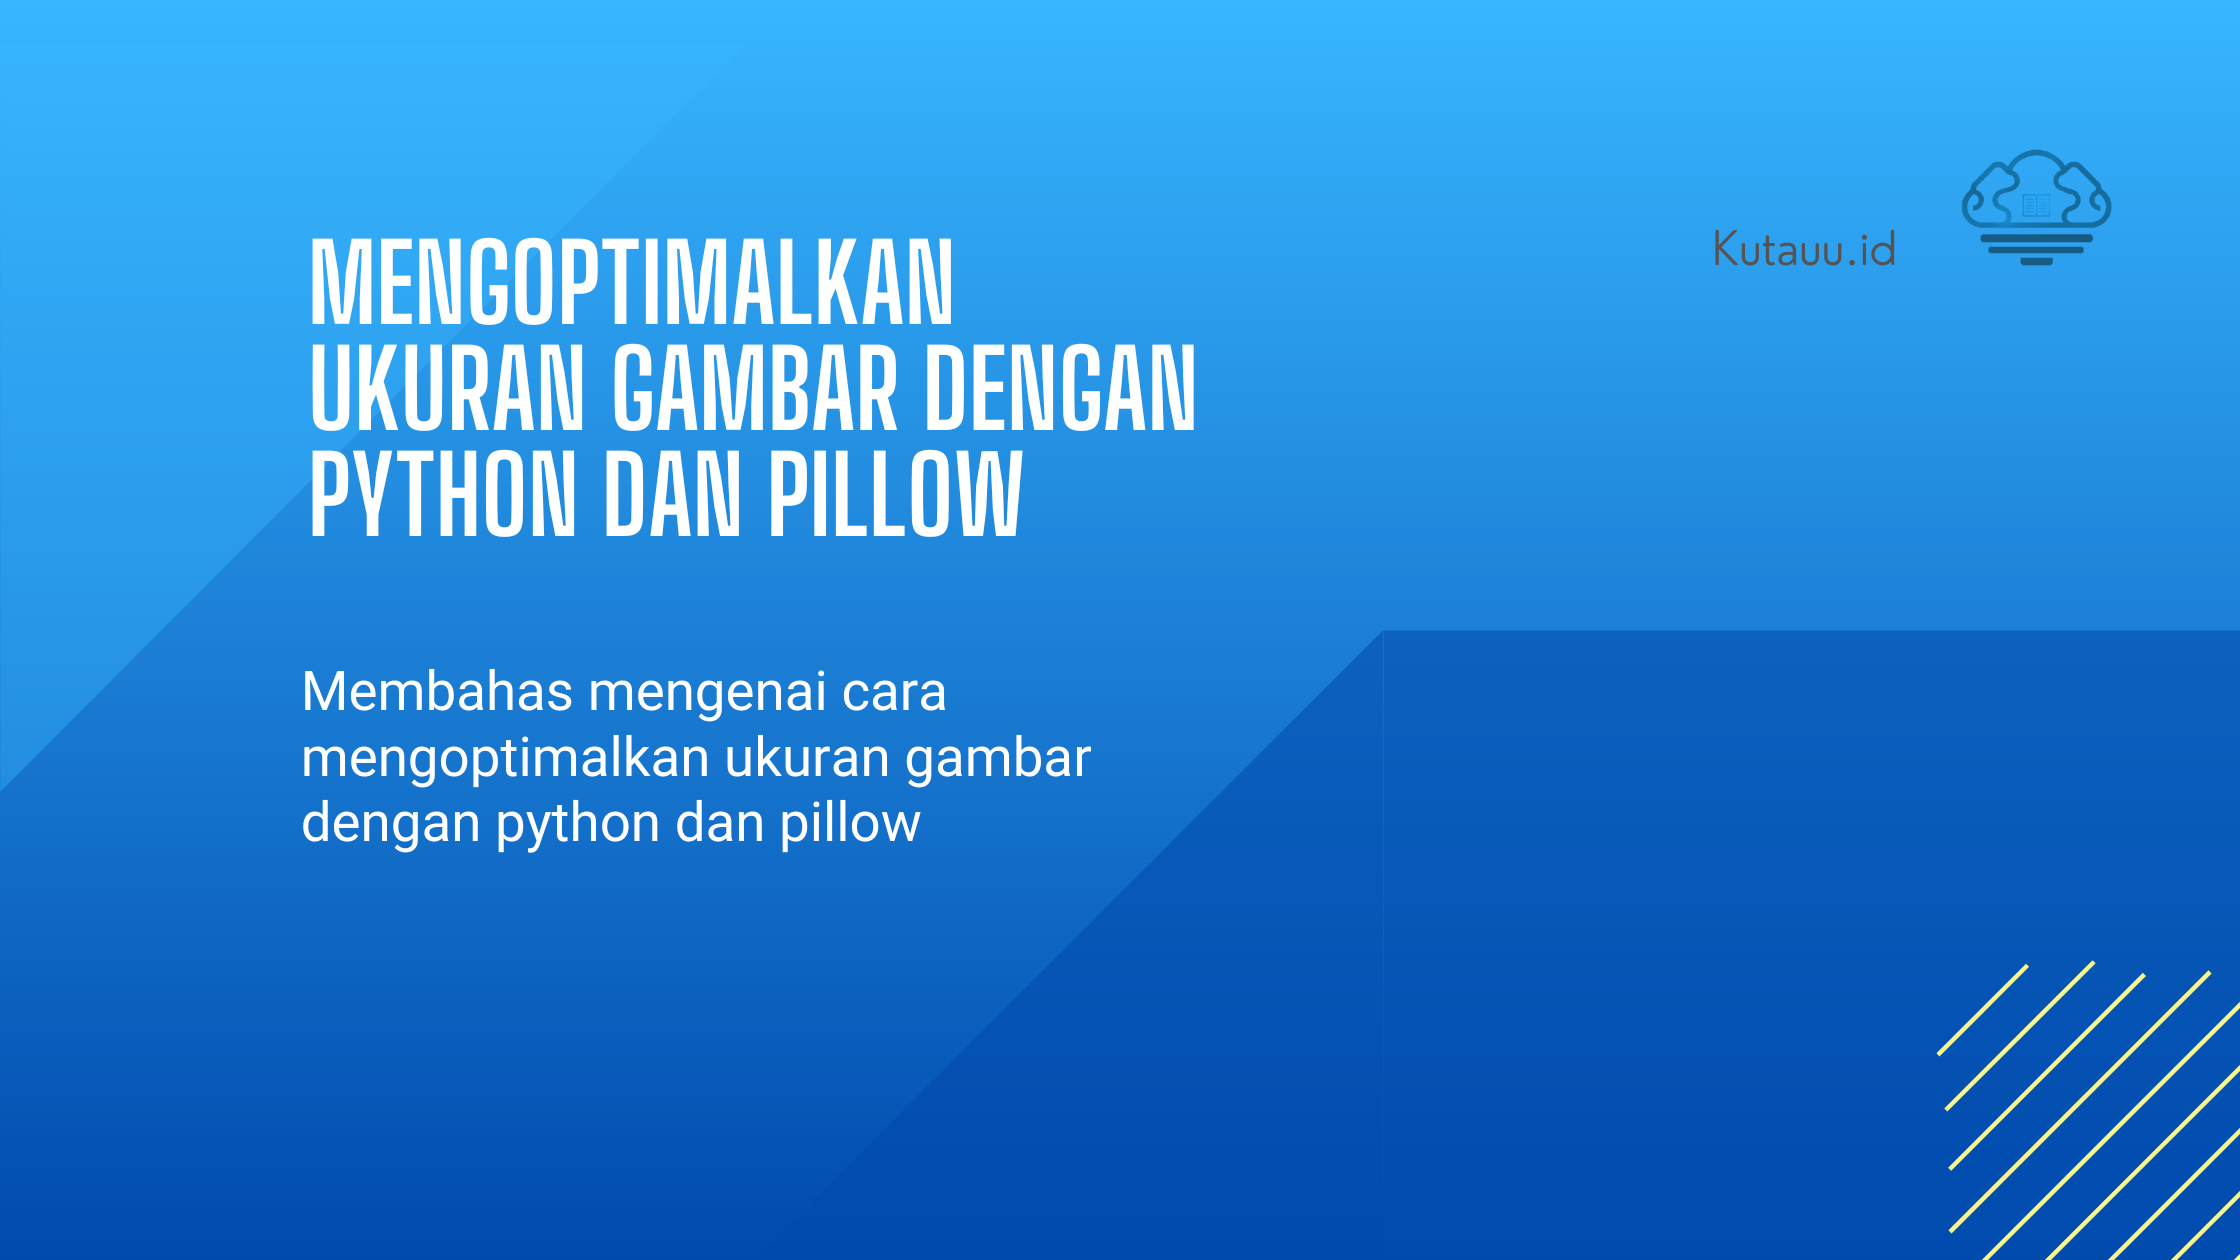 MENGOPTIMALKAN
UKURAN GAMBAR DENGAN
PYTHON DAN PILLOW
Kutauu.id
Membahas mengenai cara
mengoptimalkan ukuran gambar
dengan python dan pillow